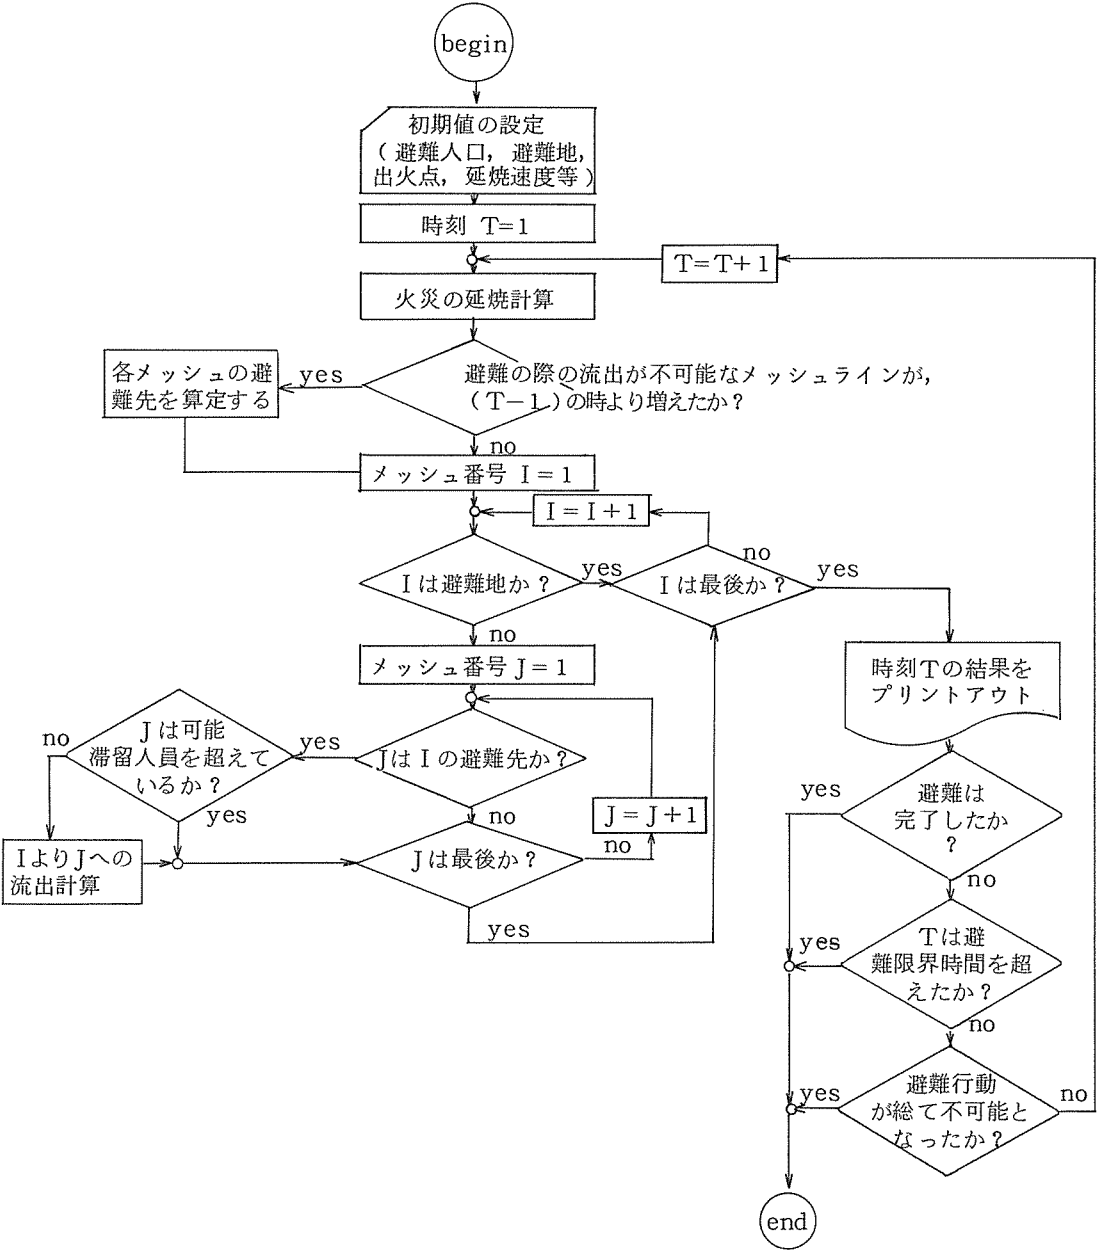 begin
初期値の設定
(避難人口，避難地，
出火点，延焼速度等)
時刻 T=1
T=T+1
火災の延焼計算
避難の際の流出が不可能なメッシュラインが，
(T−1)の時より増えたか？
yes
各メッシュの避
難先を算定する
no
メッシュ番号 I=1
I=I+1
Iは避難地か？
yes
Iは最後か？
no
yes
no
メッシュ番号J=1
JはIの避難先か？
yes
Jは可能
滞留人員を超えて
いるか？
no
yes
IよりJへの
流出計算
no
Jは最後か？
no
J=J+1
yes
時刻Tの結果を
プリントアウト
避難は
完了したか
？
yes
no
Tは避
難限界時間を超
えたか？
yes
no
避難行動
が総て不可能と
なったか？
yes
no
end